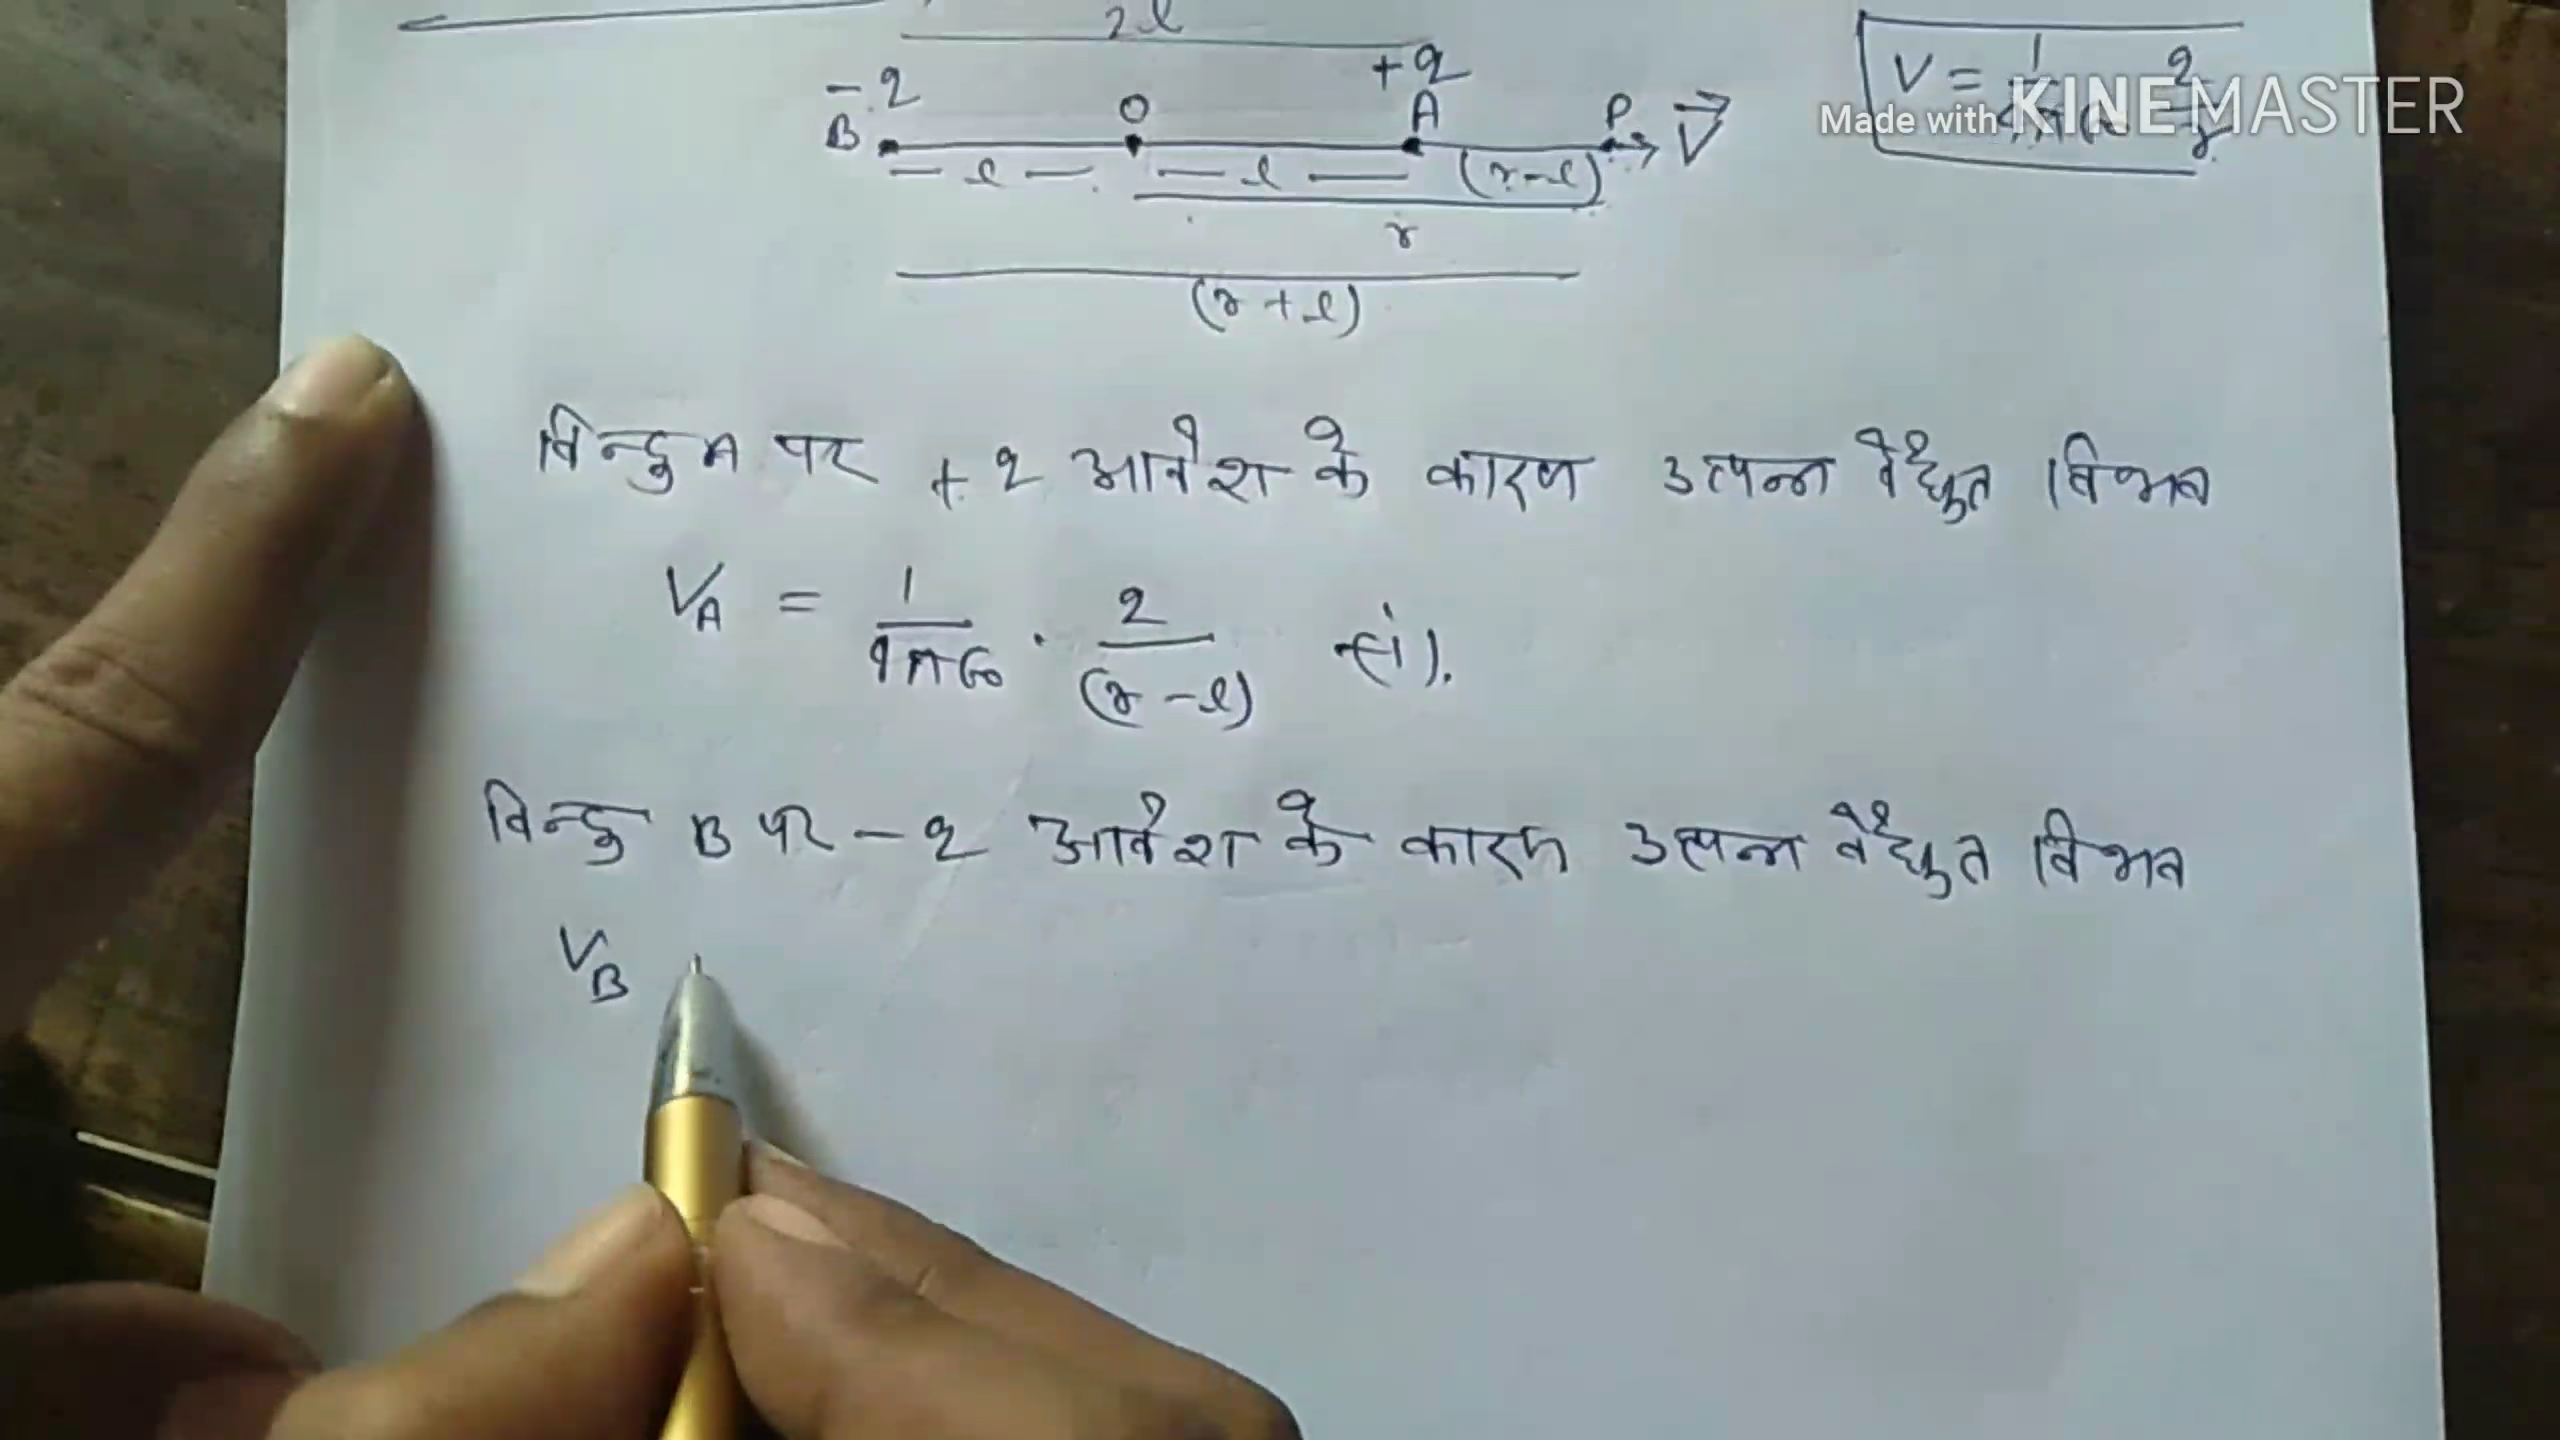 2l
-q +q
B O A P V⃗
l l (r-l)
r
(r+l)
V = 1/4πϵ₀ q/r
Made with KINEMASTER
विन्दु A पर +q आवेश के कारण उत्पन्न वैधुत विभव
V_A = 1/4πϵ₀ · q/(r-l)
विन्दु B पर -q आवेश के कारण उत्पन्न वैधुत विभव
V_B